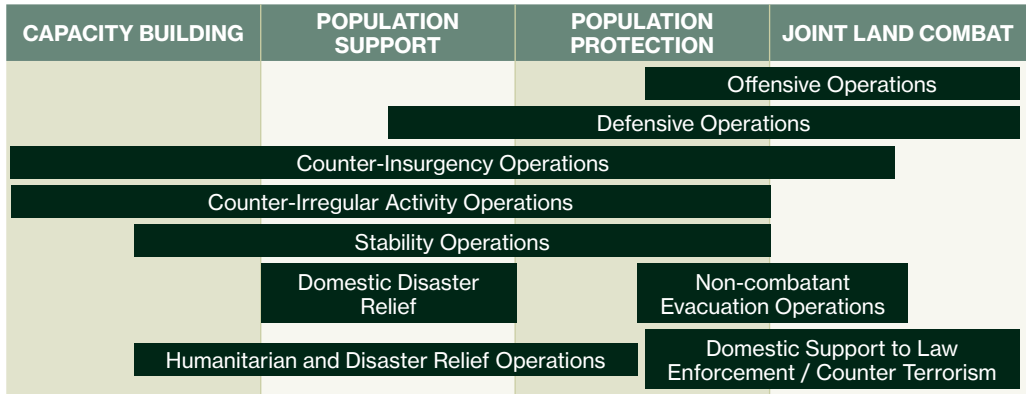 CAPACITY BUILDING
POPULATION
SUPPORT
POPULATION
PROTECTION
JOINT LAND COMBAT
Offensive Operations
Defensive Operations
Counter-Insurgency Operations
Counter-Irregular Activity Operations
Stability Operations
Domestic Disaster
Relief
Non-combatant
Evacuation Operations
Humanitarian and Disaster Relief Operations
Domestic Support to Law
Enforcement / Counter Terrorism